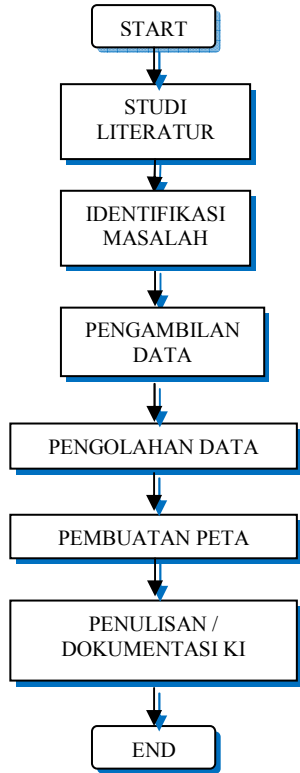 START
STUDI
LITERATUR
IDENTIFIKASI
MASALAH
PENGAMBILAN
DATA
PENGOLAHAN DATA
PEMBUATAN PETA
PENULISAN /
DOKUMENTASI KI
END